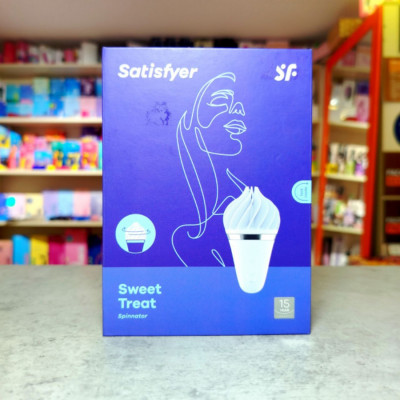 Satisfyer
SF
Sweet
Treat
Spinnator
15